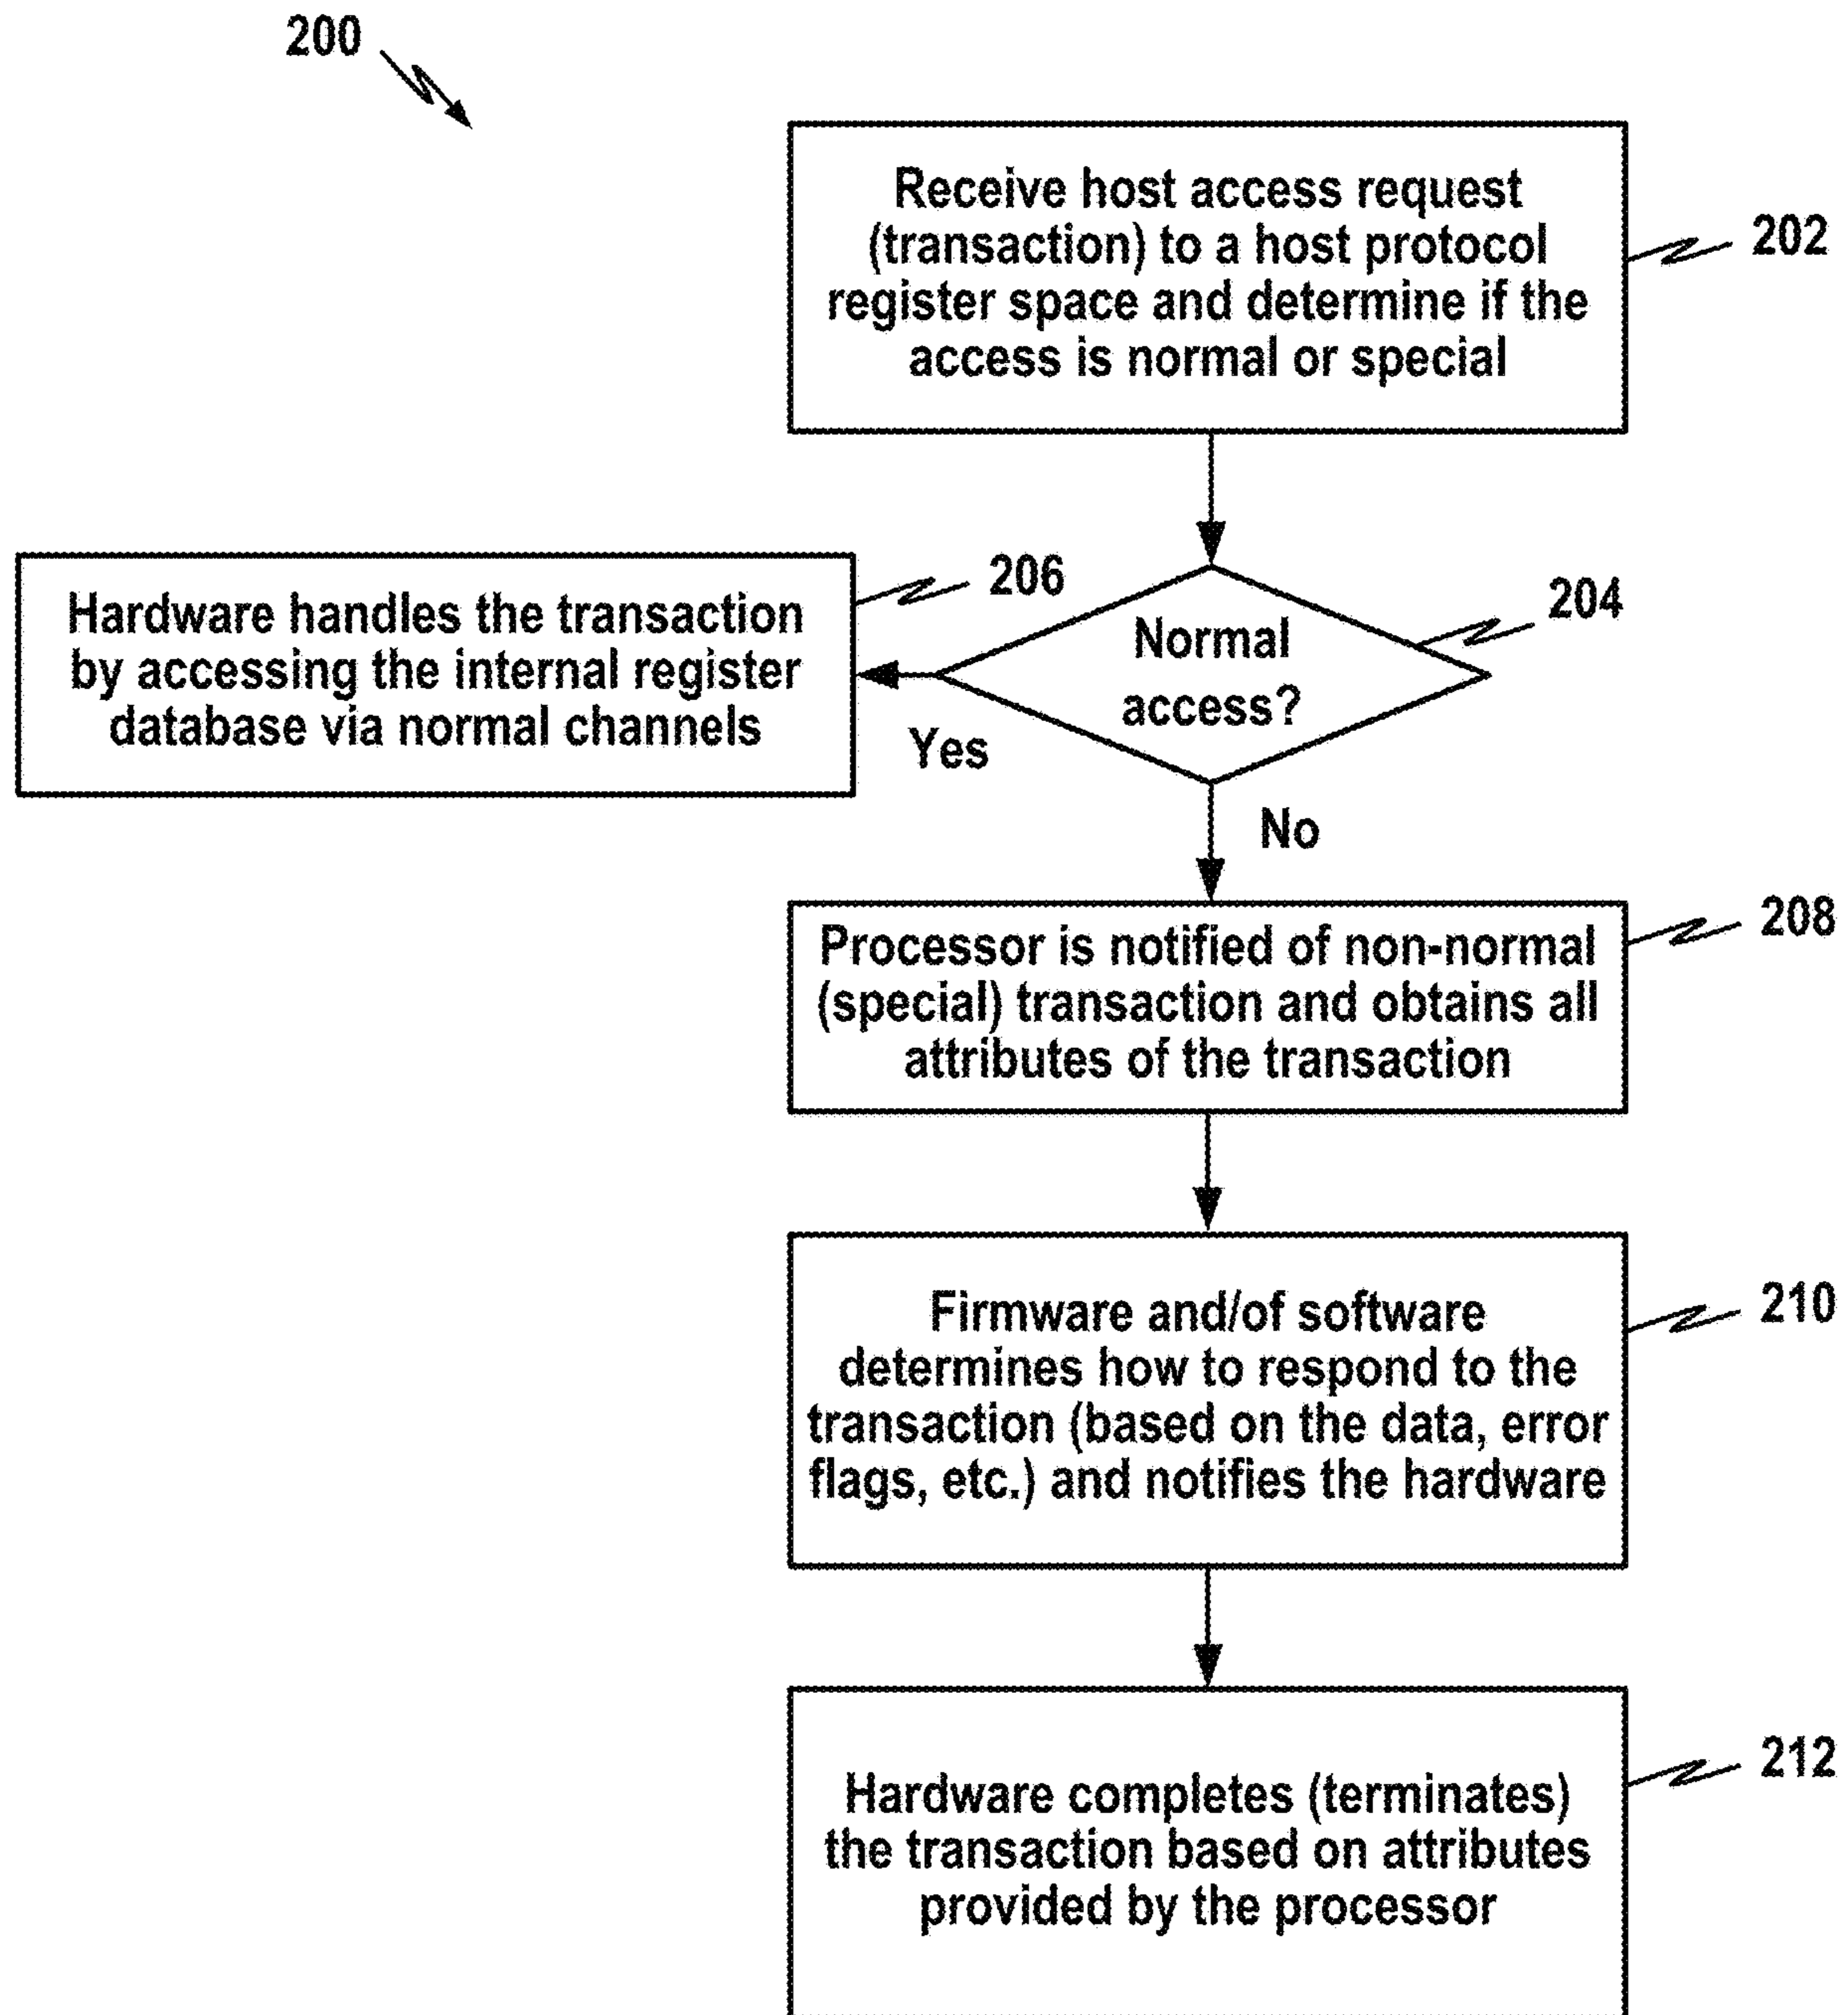 200
Receive host access request
(transaction) to a host protocol
register space and determine if the
access is normal or special
202
Normal
access?
204
Yes
No
206
Hardware handles the transaction
by accessing the internal register
database via normal channels
Processor is notified of non-normal
(special) transaction and obtains all
attributes of the transaction
208
Firmware and/of software
determines how to respond to the
transaction (based on the data, error
flags, etc.) and notifies the hardware
210
Hardware completes (terminates)
the transaction based on attributes
provided by the processor
212